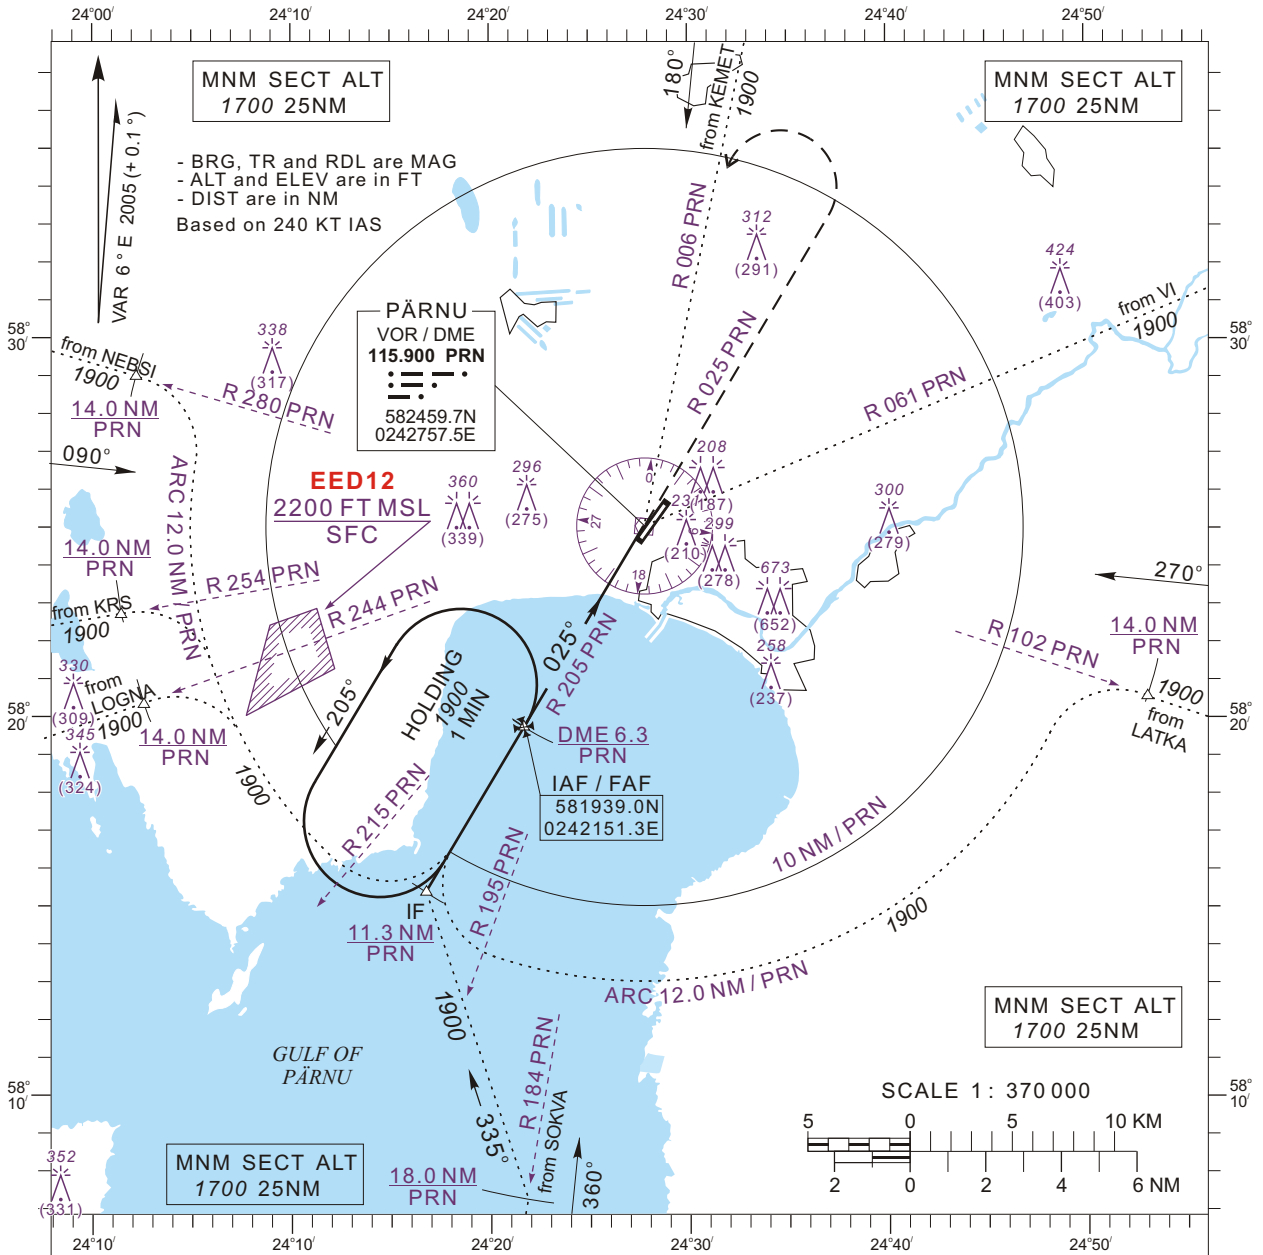 24°00′ 24°10′ 24°20′ 24°30′ 24°40′ 24°50′
MNM SECT ALT
1700 25NM
180°
from KEMET
1900
MNM SECT ALT
1700 25NM
VAR 6° E 2005 (+ 0.1°)
- BRG, TR and RDL are MAG
- ALT and ELEV are in FT
- DIST are in NM
Based on 240 KT IAS
R 006 PRN
312
(291)
424
(403)
from VI
1900
PÄRNU
VOR / DME
115.900 PRN
582459.7N
0242757.5E
58°
30′
58°
30′
338
(317)
from NEBSI
1900
14.0 NM
PRN
R 280 PRN
R 025 PRN
R 061 PRN
090°
ARC 12.0 NM / PRN
EED12
2200 FT MSL
SFC
360
(339)
296
(275)
208
(187)
0
27
18
231
(210)
299
(278)
300
(279)
673
(652)
258
(237)
270°
14.0 NM
PRN
R 254 PRN
R 244 PRN
from KRS
1900
R 102 PRN
14.0 NM
PRN
1900
from
LATKA
330
(309)
from
LOGNA
1900
345
(324)
14.0 NM
PRN
205°
HOLDING
1900
1 MIN
025°
R 205 PRN
58°
20′
58°
20′
DME 6.3
PRN
IAF / FAF
581939.0N
0242151.3E
1900
R 215 PRN
R 195 PRN
10 NM / PRN
1900
IF
11.3 NM
PRN
ARC 12.0 NM / PRN
1900
GULF OF
PÄRNU
R 184 PRN
MNM SECT ALT
1700 25NM
58°
10′
58°
10′
335°
from SOKVA
360°
18.0 NM
PRN
SCALE 1 : 370 000
5 0 5 10 KM
2 0 2 4 6 NM
352
(331)
MNM SECT ALT
1700 25NM
24°10′ 24°10′ 24°20′ 24°30′ 24°40′ 24°50′